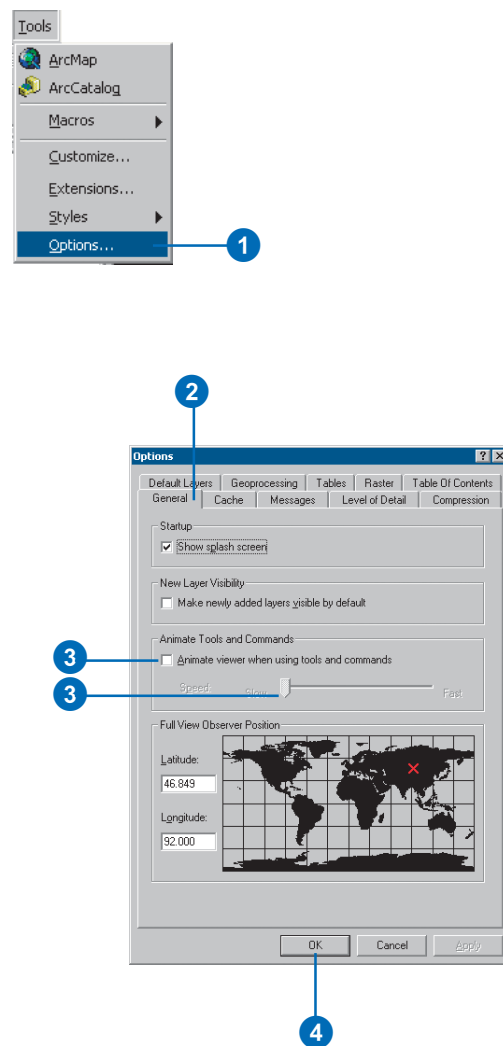 Tools
ArcMap
ArcCatalog
Macros
Customize...
Extensions...
Styles
Options...
1
2
Options
Default Layers Geoprocessing Tables Raster Table Of Contents
General Cache Messages Level of Detail Compression
Startup
Show splash screen
New Layer Visibility
Make newly added layers visible by default
Animate Tools and Commands
3 Animate viewer when using tools and commands
3 Speed: Slow Fast
Full View Observer Position
Latitude:
46.849
Longitude:
92.000
OK Cancel Apply
4